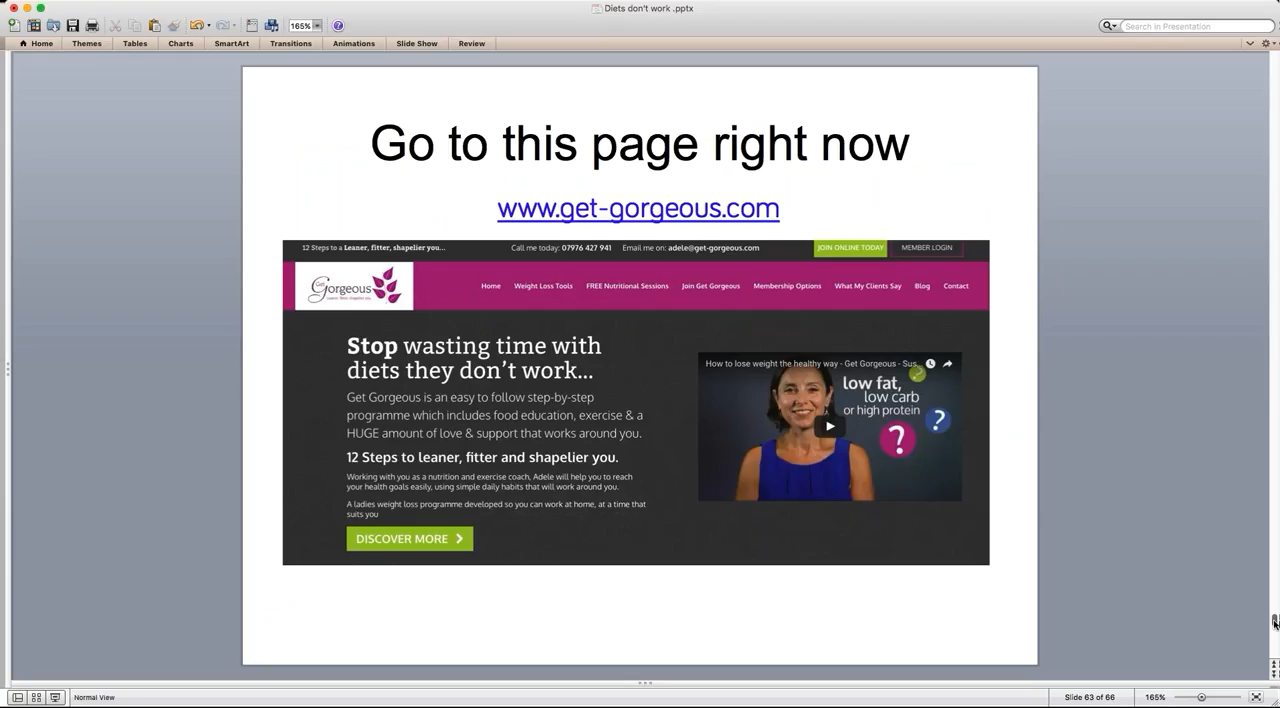 Diets don't work .pptx
165%
Search in Presentation
Home Themes Tables Charts SmartArt Transitions Animations Slide Show Review
Go to this page right now
www.get-gorgeous.com
12 Steps to a Leaner, fitter, shapelier you... Call me today: 07976 427 941 Email me on: adele@get-gorgeous.com JOIN ONLINE TODAY MEMBER LOGIN
Get
Gorgeous
Home Weight Loss Tools FREE Nutritional Sessions Join Get Gorgeous Membership Options What My Clients Say Blog Contact
Stop wasting time with
diets they don't work...
Get Gorgeous is an easy to follow step-by-step
programme which includes food education, exercise & a
HUGE amount of love & support that works around you.
12 Steps to leaner, fitter and shapelier you.
Working with you as a nutrition and exercise coach, Adele will help you to reach
your health goals easily, using simple daily habits that will work around you.
A ladies weight loss programme developed so you can work at home, at a time that
suits you
DISCOVER MORE
How to lose weight the healthy way - Get Gorgeous - Sus...
low fat,
low carb
or high protein
?
?
?
Normal View Slide 63 of 66 165%